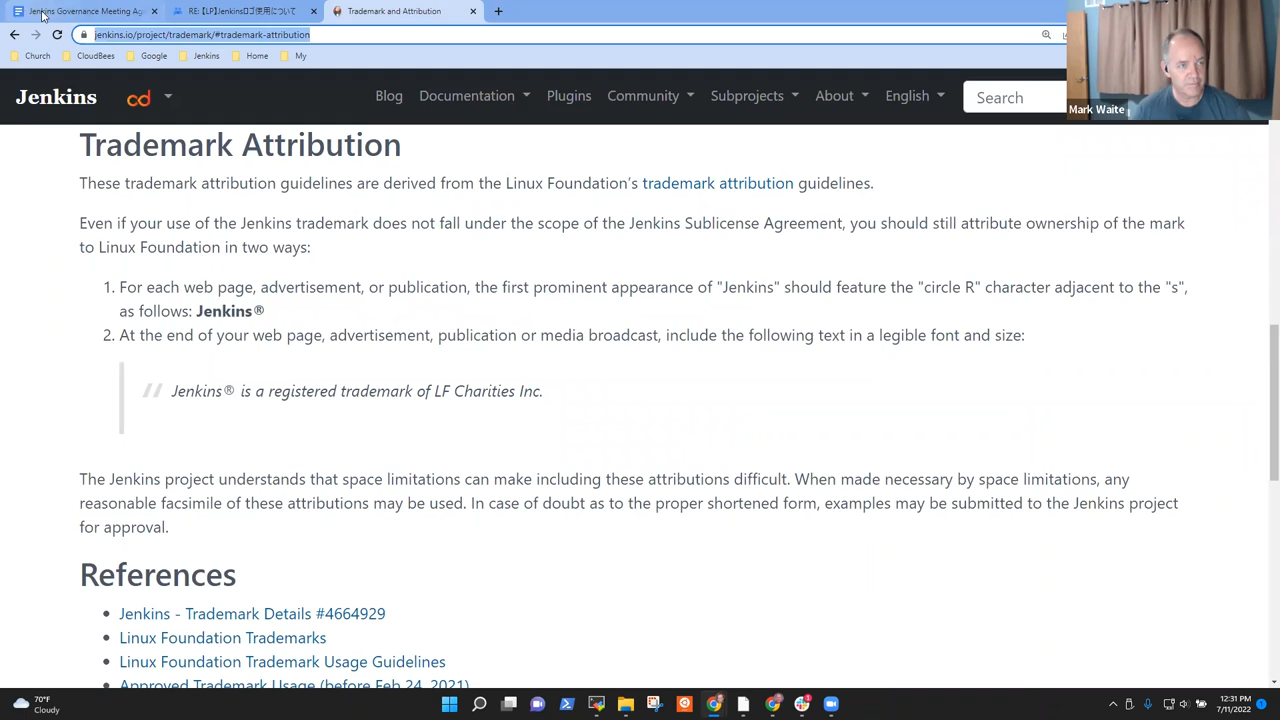 Jenkins Governance Meeting Ag
RE:【LP】Jenkinsロゴ使用について
Trademark and Attribution
jenkins.io/project/trademark/#trademark-attribution
Church
CloudBees
Google
Jenkins
Home
My
Jenkins
cd
Blog
Documentation
Plugins
Community
Subprojects
About
English
Search
Mark Waite
Trademark Attribution
These trademark attribution guidelines are derived from the Linux Foundation's trademark attribution guidelines.
Even if your use of the Jenkins trademark does not fall under the scope of the Jenkins Sublicense Agreement, you should still attribute ownership of the mark
to Linux Foundation in two ways:
1. For each web page, advertisement, or publication, the first prominent appearance of "Jenkins" should feature the "circle R" character adjacent to the "s",
as follows: Jenkins®
2. At the end of your web page, advertisement, publication or media broadcast, include the following text in a legible font and size:
Jenkins® is a registered trademark of LF Charities Inc.
The Jenkins project understands that space limitations can make including these attributions difficult. When made necessary by space limitations, any
reasonable facsimile of these attributions may be used. In case of doubt as to the proper shortened form, examples may be submitted to the Jenkins project
for approval.
References
Jenkins - Trademark Details #4664929
Linux Foundation Trademarks
Linux Foundation Trademark Usage Guidelines
Approved Trademark Usage (before Feb 24, 2021)
70°F
Cloudy
12:31 PM
7/11/2022